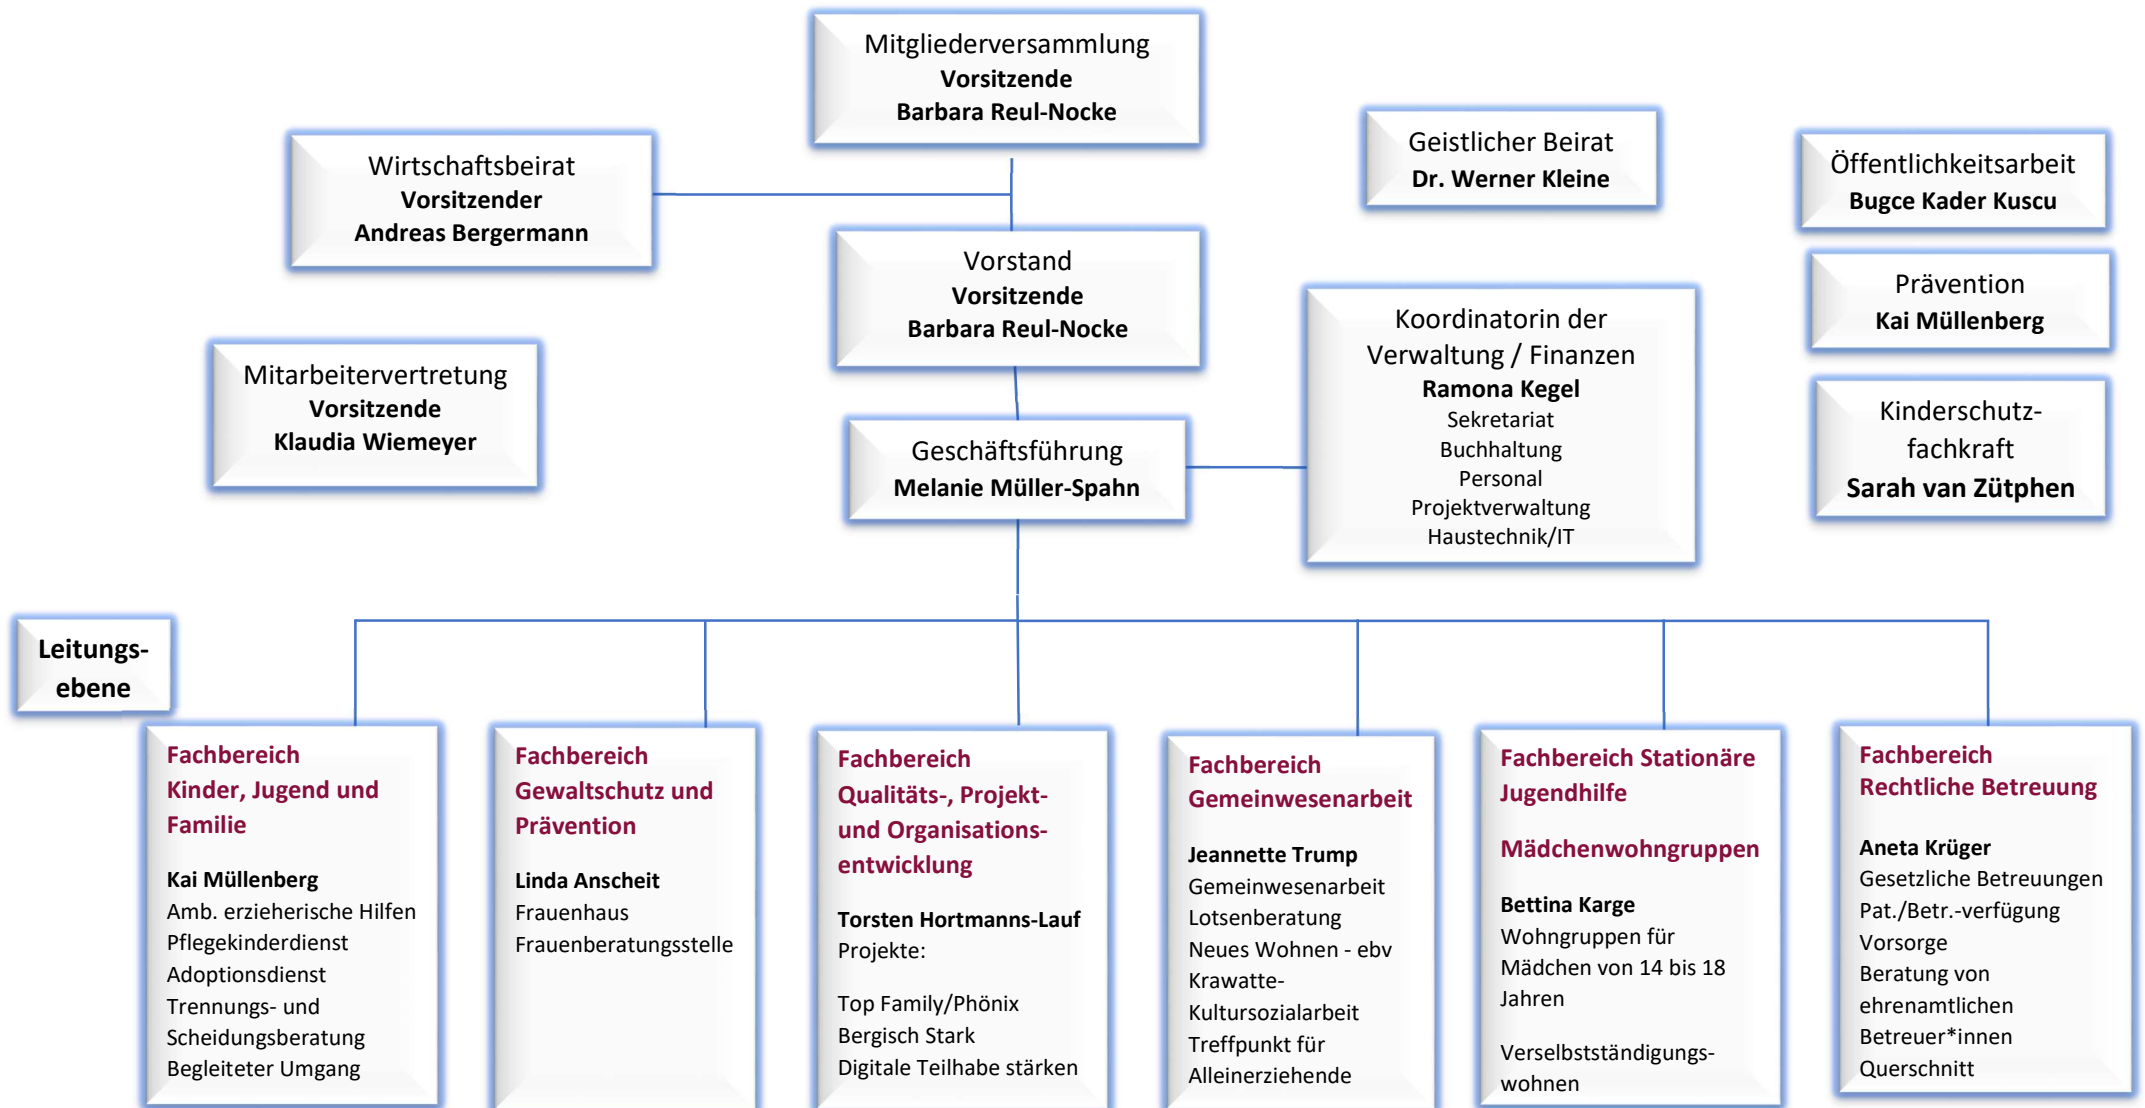 Mitgliederversammlung
Vorsitzende
Barbara Reul-Nocke
Wirtschaftsbeirat
Vorsitzender
Andreas Bergermann
Geistlicher Beirat
Dr. Werner Kleine
Öffentlichkeitsarbeit
Bugce Kader Kuscu
Vorstand
Vorsitzende
Barbara Reul-Nocke
Prävention
Kai Müllenberg
Koordinatorin der
Verwaltung / Finanzen
Ramona Kegel
Sekretariat
Buchhaltung
Personal
Projektverwaltung
Haustechnik/IT
Mitarbeitervertretung
Vorsitzende
Klaudia Wiemeyer
Kinderschutz-
fachkraft
Sarah van Zütphen
Geschäftsführung
Melanie Müller-Spahn
Leitungs-
ebene
Fachbereich
Kinder, Jugend und
Familie
Kai Müllenberg
Amb. erzieherische Hilfen
Pflegekinderdienst
Adoptionsdienst
Trennungs- und
Scheidungsberatung
Begleiteter Umgang
Fachbereich
Gewaltschutz und
Prävention
Linda Anscheit
Frauenhaus
Frauenberatungsstelle
Fachbereich
Qualitäts-, Projekt-
und Organisations-
entwicklung
Torsten Hortmanns-Lauf
Projekte:
Top Family/Phönix
Bergisch Stark
Digitale Teilhabe stärken
Fachbereich
Gemeinwesenarbeit
Jeannette Trump
Gemeinwesenarbeit
Lotsenberatung
Neues Wohnen - ebv
Krawatte-
Kultursozialarbeit
Treffpunkt für
Alleinerziehende
Fachbereich Stationäre
Jugendhilfe
Mädchenwohngruppen
Bettina Karge
Wohngruppen für
Mädchen von 14 bis 18
Jahren
Verselbstständigungs-
wohnen
Fachbereich
Rechtliche Betreuung
Aneta Krüger
Gesetzliche Betreuungen
Pat./Betr.-verfügung
Vorsorge
Beratung von
ehrenamtlichen
Betreuer*innen
Querschnitt